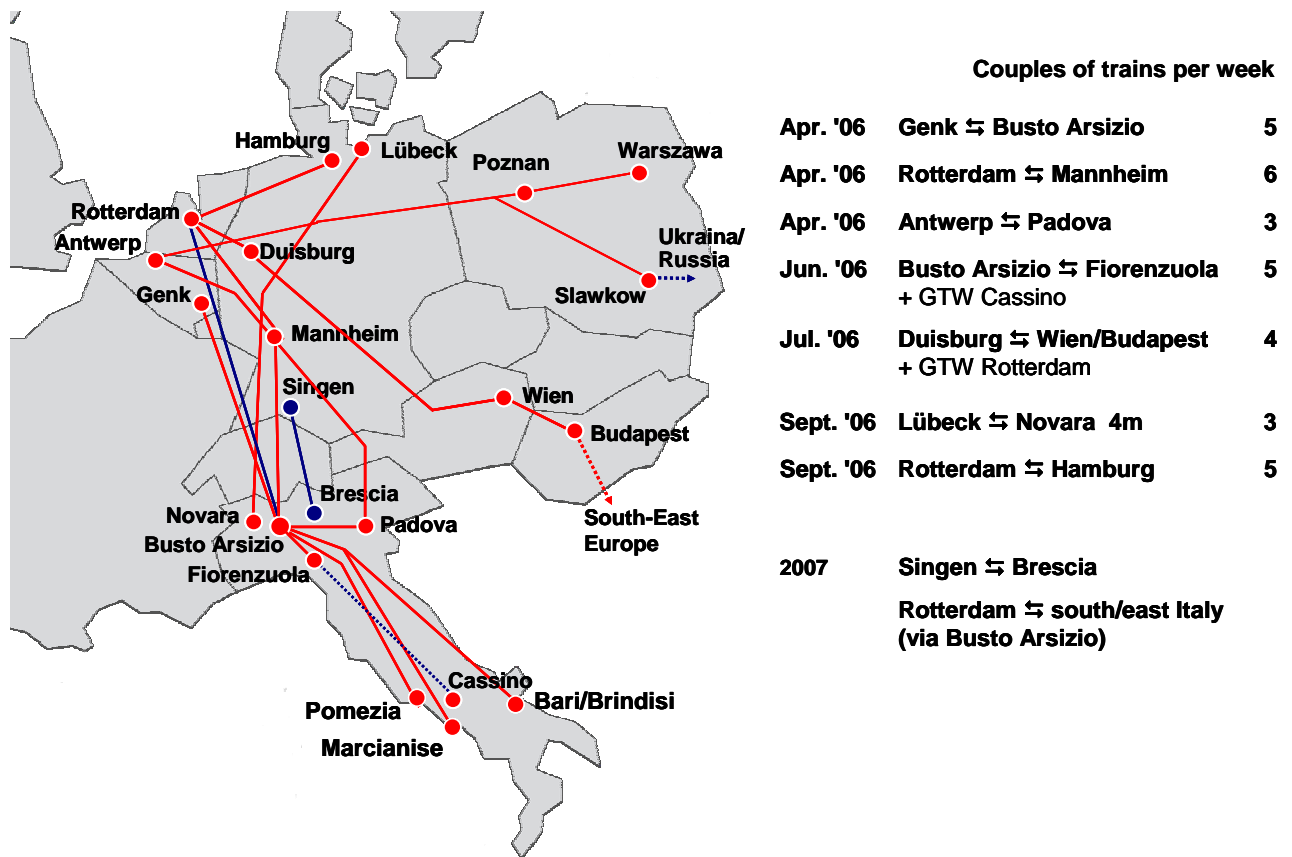 Hamburg
Lübeck
Poznan
Warszawa
Rotterdam
Antwerp
Duisburg
Ukraina/
Russia
Genk
Slawkow
Mannheim
Singen
Wien
Budapest
Brescia
Novara
Padova
Busto Arsizio
South-East
Europe
Fiorenzuola
Cassino
Pomezia
Bari/Brindisi
Marcianise
Couples of trains per week
Apr. '06 Genk ⇆ Busto Arsizio 5
Apr. '06 Rotterdam ⇆ Mannheim 6
Apr. '06 Antwerp ⇆ Padova 3
Jun. '06 Busto Arsizio ⇆ Fiorenzuola 5
+ GTW Cassino
Jul. '06 Duisburg ⇆ Wien/Budapest 4
+ GTW Rotterdam
Sept. '06 Lübeck ⇆ Novara 4m 3
Sept. '06 Rotterdam ⇆ Hamburg 5
2007 Singen ⇆ Brescia
Rotterdam ⇆ south/east Italy
(via Busto Arsizio)